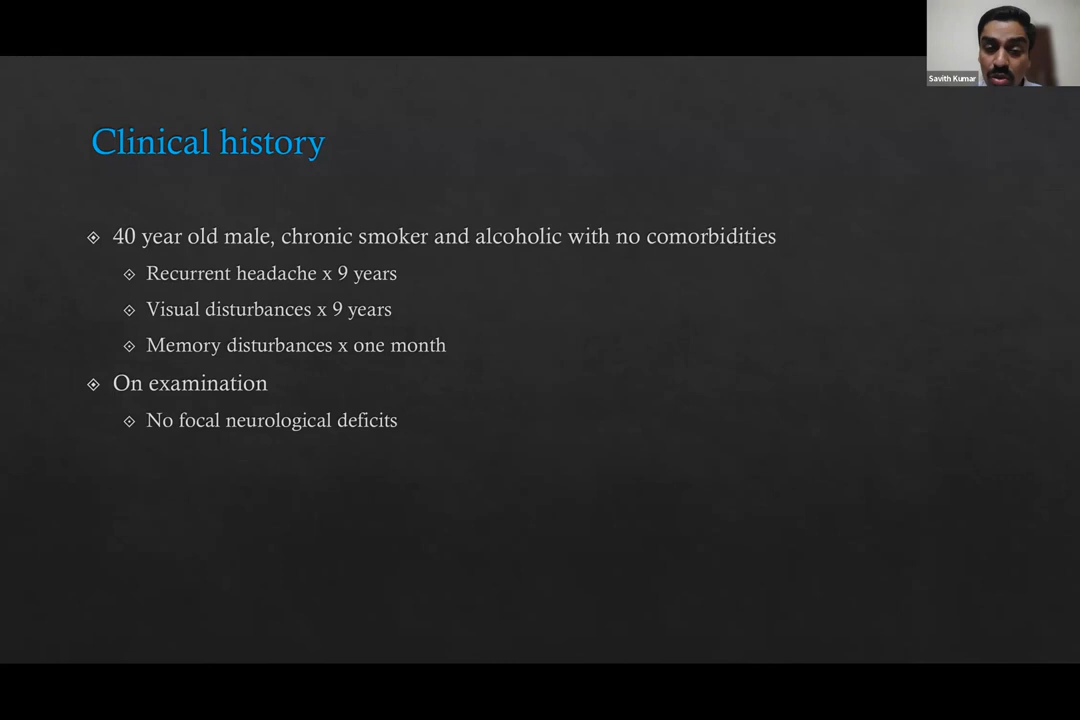 Savith Kumar
Clinical history
40 year old male, chronic smoker and alcoholic with no comorbidities
Recurrent headache x 9 years
Visual disturbances x 9 years
Memory disturbances x one month
On examination
No focal neurological deficits